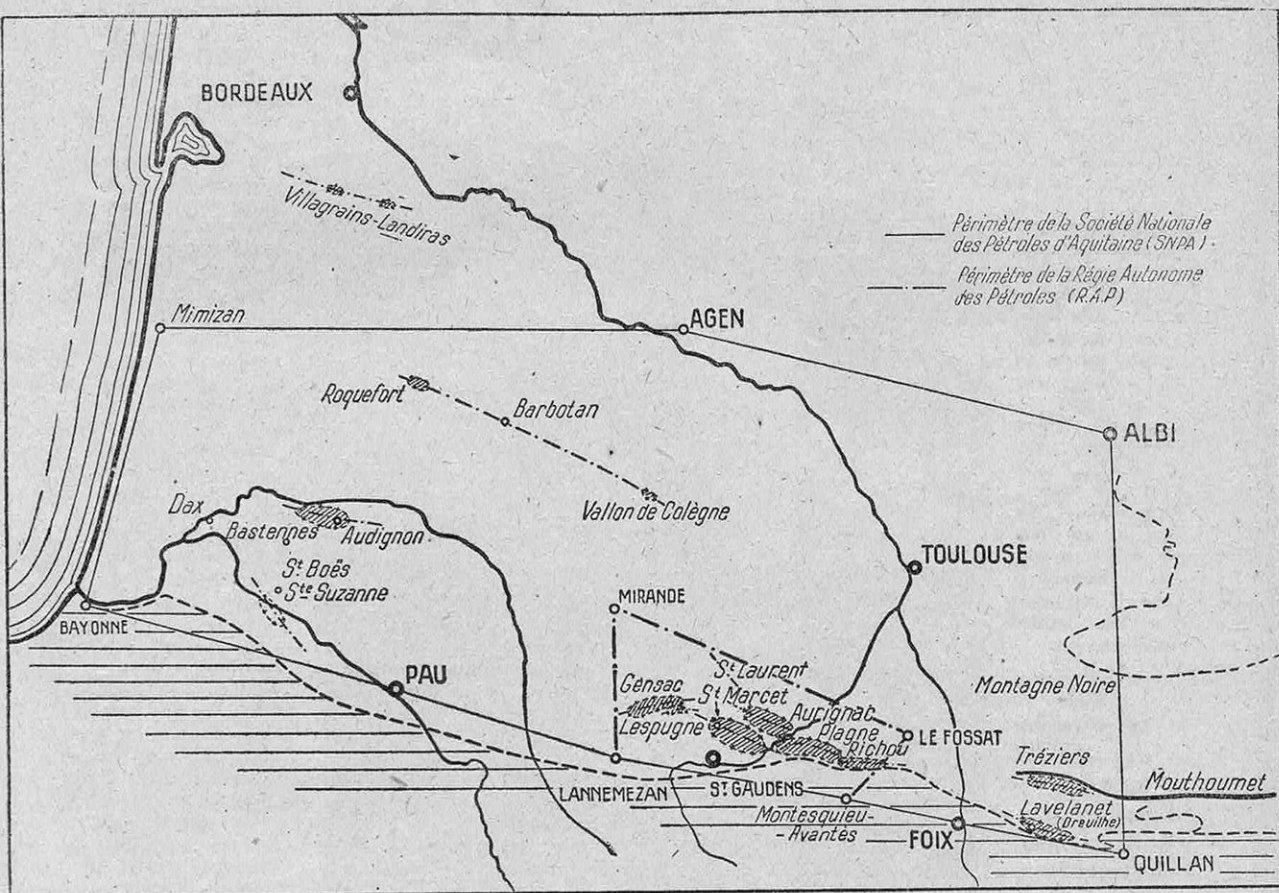 BORDEAUX
Villagrains-Landiras
Périmètre de la Société Nationale
des Pétroles d'Aquitaine (SNPA).
Périmètre de la Régie Autonome
des Pétroles (R.A.P)
Mimizan
AGEN
Roquefort
Barbotan
ALBI
Vallon de Colègne
Dax
Bastennes
Audignon
TOULOUSE
St Boës
Ste Suzanne
MIRANDE
BAYONNE
PAU
St Laurent
Gensac
St Marcet
Montagne Noire
Lespugne
Aurignac
Plagne
Richou
LE FOSSAT
Tréziers
Mouthoumet
LANNEMEZAN
ST GAUDENS
Lavelanet
(Dreuilhe)
Montesquieu-
-Avantès
FOIX
QUILLAN